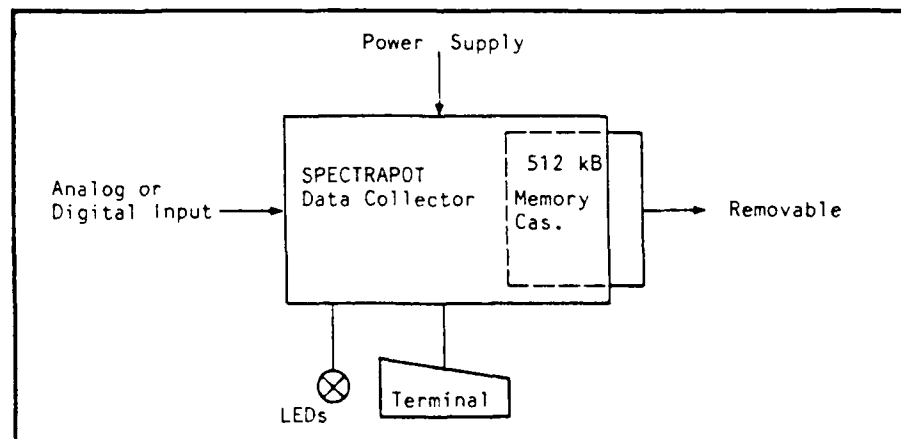 Power Supply
SPECTRAPOT
Data Collector
512 kB
Memory
Cas.
Analog or
Digital Input
Removable
LEDs
Terminal